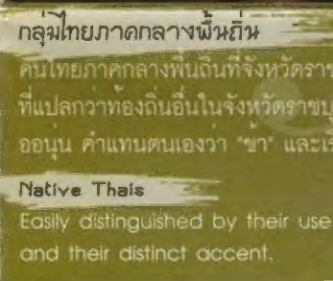 กลุ่มไทยภาคกลางพื้นถิ่น
คนไทยภาคกลางพื้นถิ่นที่จังหวัดราช
ที่แปลกกว่าท้องถิ่นอื่นในจังหวัดราชบุ
ออนุ่น คำแทนตนเองว่า "ข้า" และเร
Native Thais
Easily distinguished by their use
and their distinct accent.